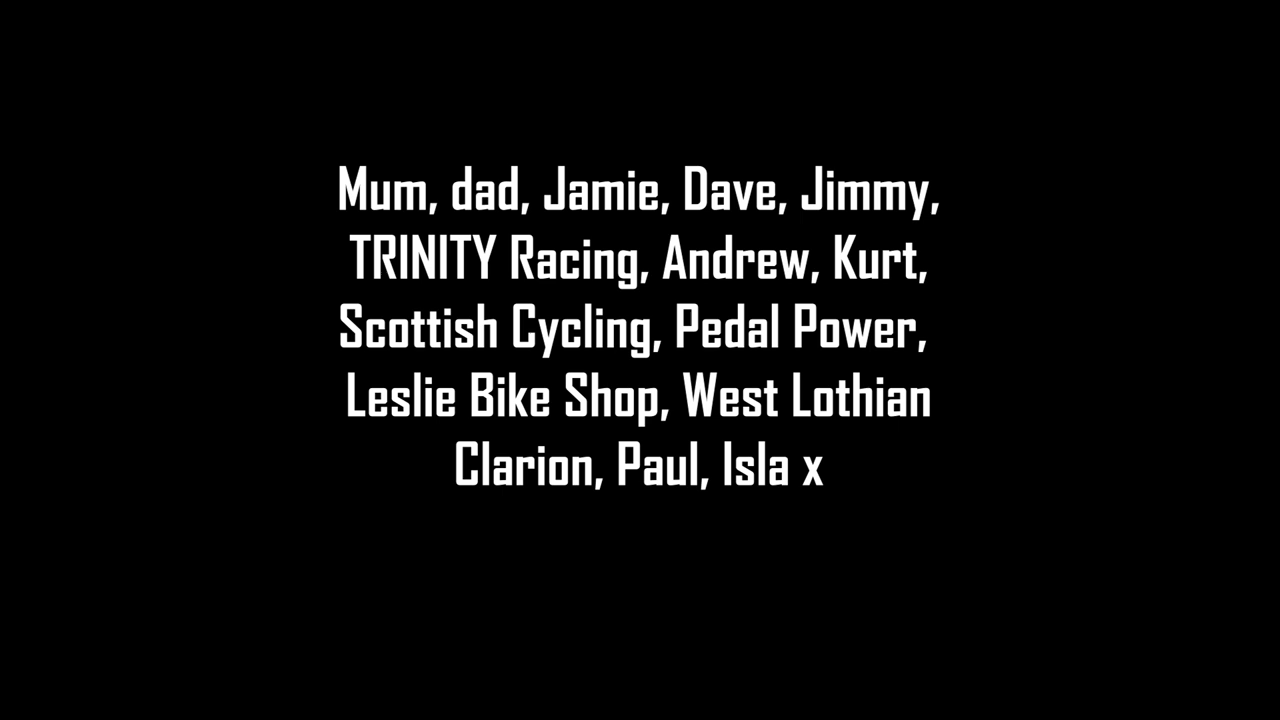 Mum, dad, Jamie, Dave, Jimmy,
TRINITY Racing, Andrew, Kurt,
Scottish Cycling, Pedal Power,
Leslie Bike Shop, West Lothian
Clarion, Paul, Isla x